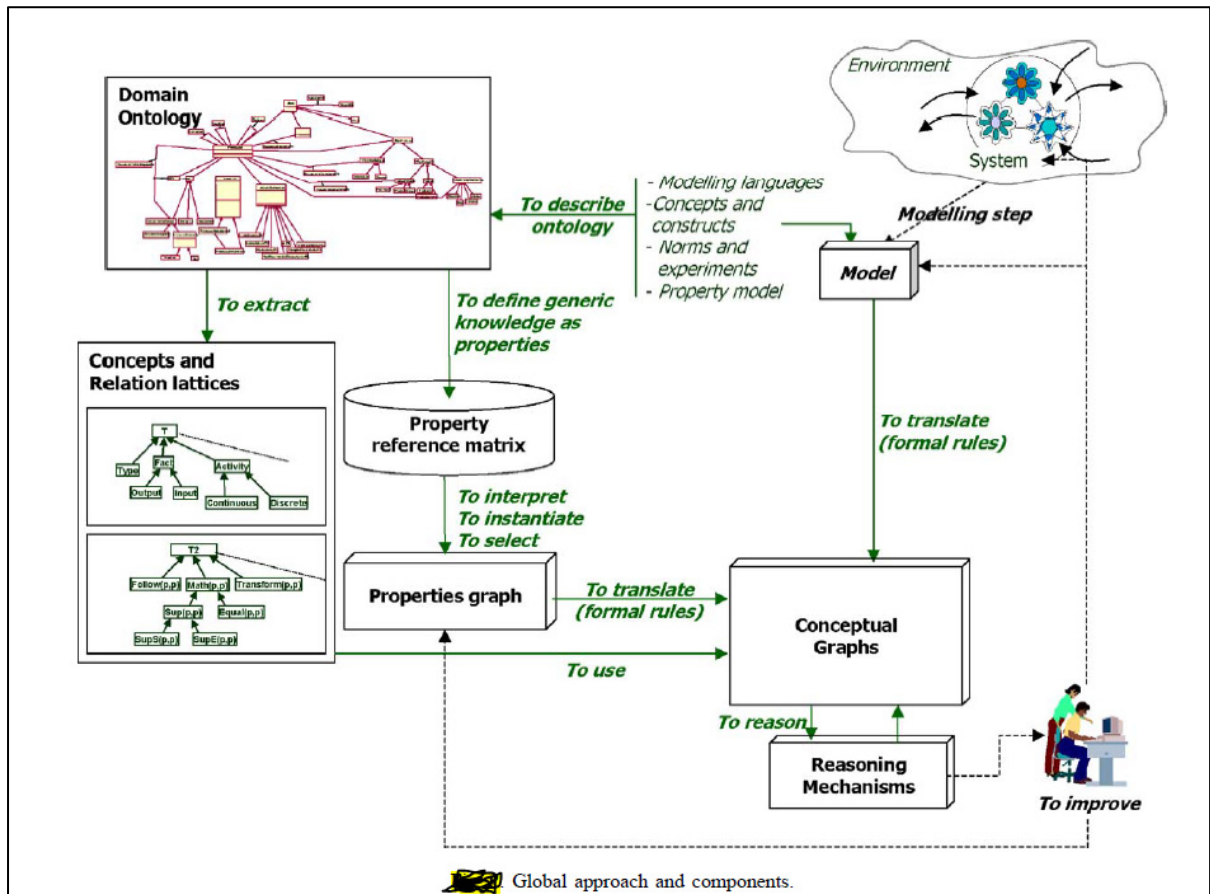 Domain
Ontology
Environment
System
To describe
ontology
- Modelling languages
-Concepts and
constructs
- Norms and
experiments
- Property model
Modelling step
Model
To extract
To define generic
knowledge as
properties
Concepts and
Relation lattices
T
Type
Fact
Activity
Output
Input
Continuous
Discrete
T2
Follow(p,p)
Math(p,p)
Transform(p,p)
Sup(p,p)
Equal(p,p)
SupS(p,p)
SupE(p,p)
Property
reference matrix
To interpret
To instantiate
To select
Properties graph
To translate
(formal rules)
To translate
(formal rules)
To use
Conceptual
Graphs
To reason
Reasoning
Mechanisms
To improve
Global approach and components.